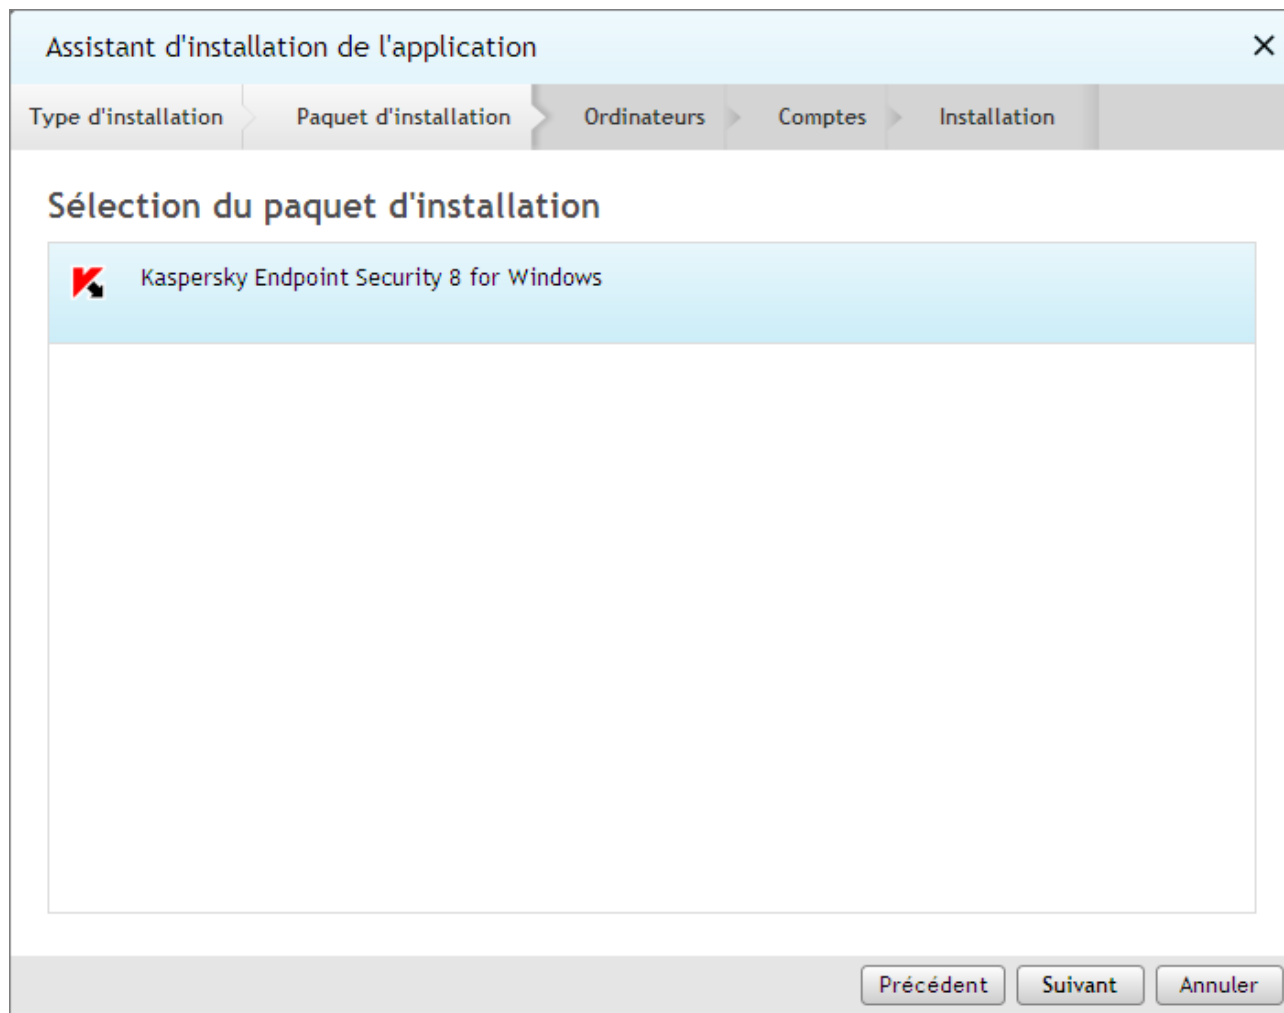 Assistant d'installation de l'application
Type d'installation
Paquet d'installation
Ordinateurs
Comptes
Installation
Sélection du paquet d'installation
Kaspersky Endpoint Security 8 for Windows
Précédent
Suivant
Annuler